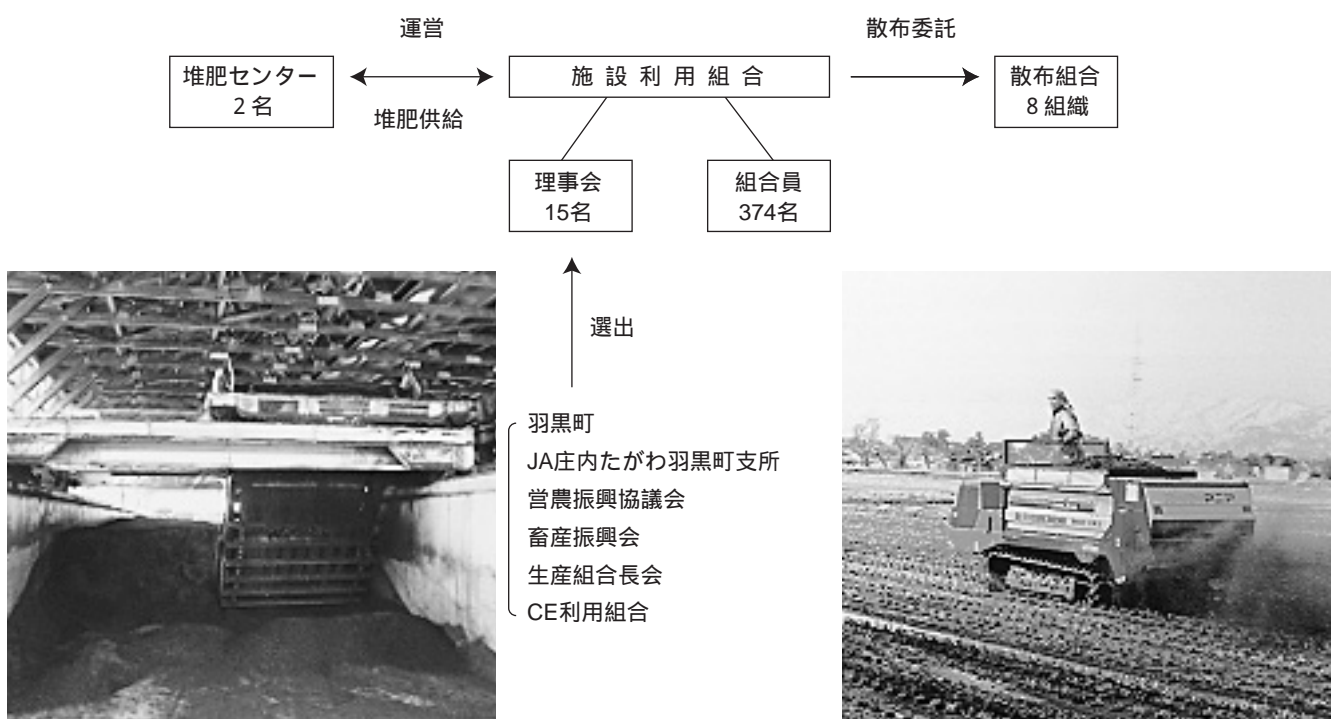 運営
散布委託
堆肥センター
2名
施設利用組合
散布組合
8組織
堆肥供給
理事会
15名
組合員
374名
選出
羽黒町
JA庄内たがわ羽黒町支所
営農振興協議会
畜産振興会
生産組合長会
CE利用組合